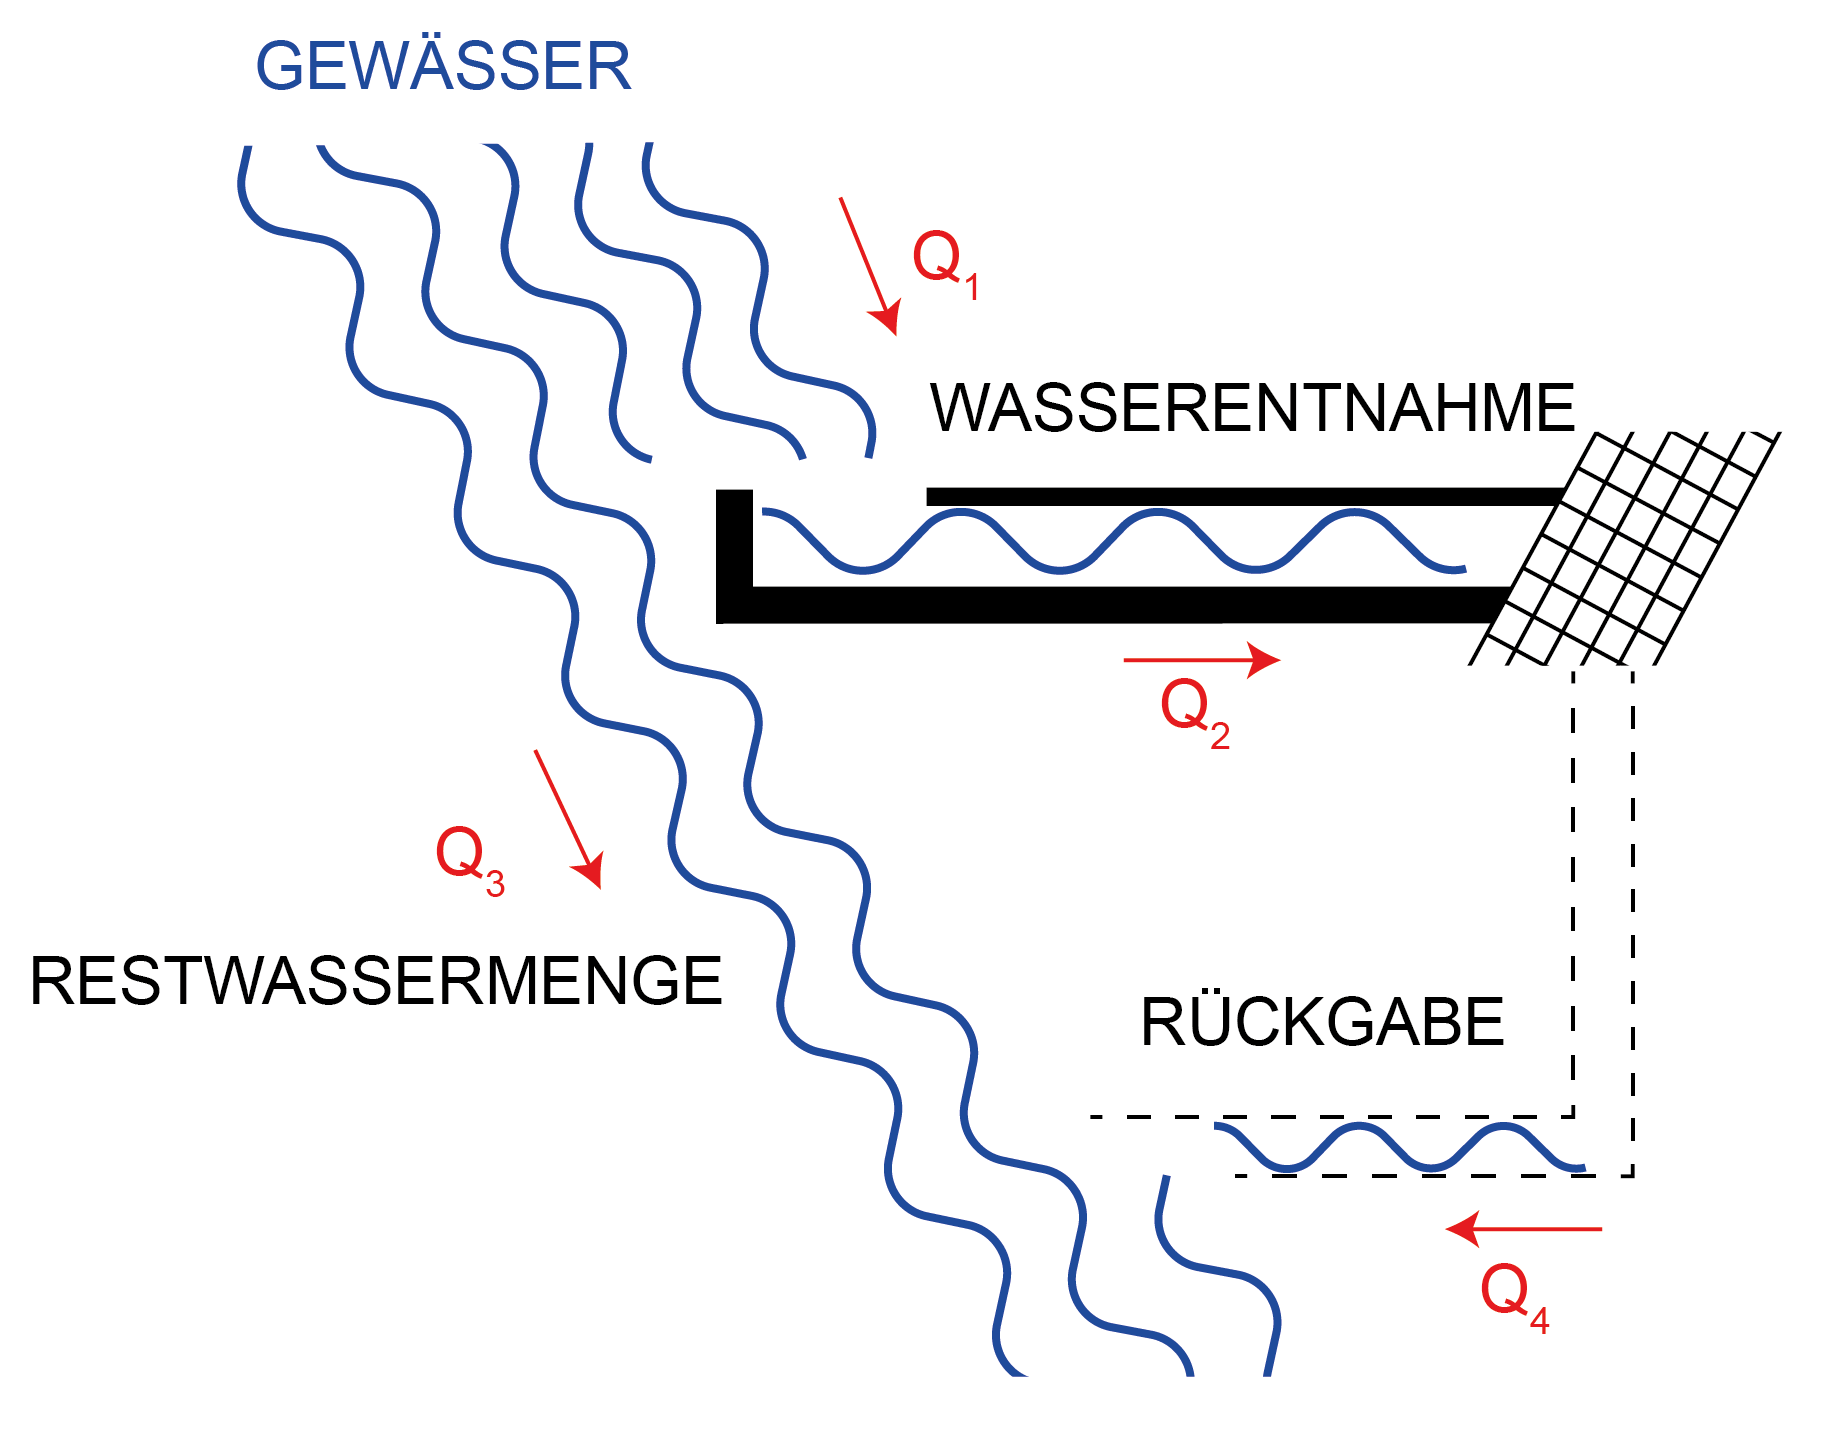 GEWÄSSER
Q1
WASSERENTNAHME
Q2
Q3
RESTWASSERMENGE
RÜCKGABE
Q4